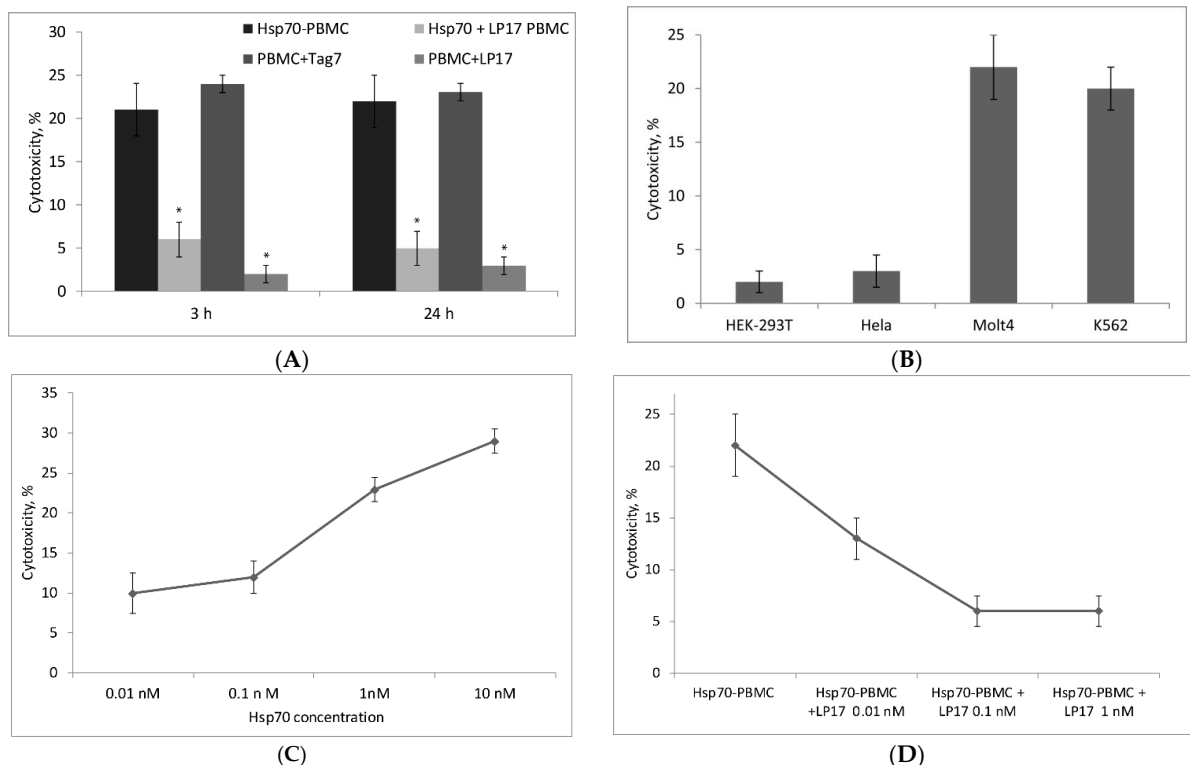 Cytotoxicity, %
30
25
20
15
10
5
0
Hsp70-PBMC
Hsp70 + LP17 PBMC
PBMC+Tag7
PBMC+LP17
*
*
*
*
3 h
24 h
(A)
Cytotoxicity, %
25
20
15
10
5
0
HEK-293T
Hela
Molt4
K562
(B)
Cytotoxicity, %
35
30
25
20
15
10
5
0
0.01 nM
0.1 n M
1nM
10 nM
Hsp70 concentration
(C)
Cytotoxicity, %
25
20
15
10
5
0
Hsp70-PBMC
Hsp70-PBMC
+LP17 0.01 nM
Hsp70-PBMC +
LP17 0.1 nM
Hsp70-PBMC +
LP17 1 nM
(D)